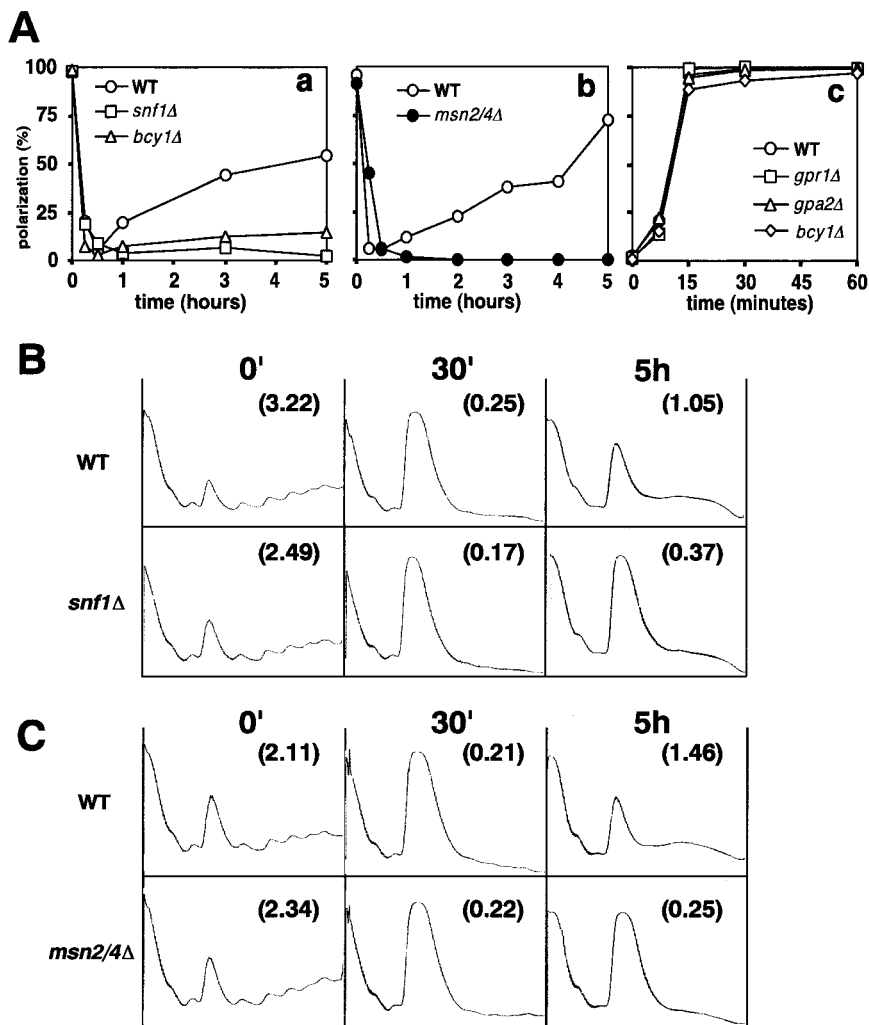 A
a
100
75
50
25
0
polarization (%)
WT
snf1Δ
bcy1Δ
0 1 3 5
time (hours)
b
WT
msn2/4Δ
0 1 2 3 4 5
time (hours)
c
WT
gpr1Δ
gpa2Δ
bcy1Δ
0 15 30 45 60
time (minutes)
B
0' 30' 5h
WT (3.22) (0.25) (1.05)
snf1Δ (2.49) (0.17) (0.37)
C
0' 30' 5h
WT (2.11) (0.21) (1.46)
msn2/4Δ (2.34) (0.22) (0.25)